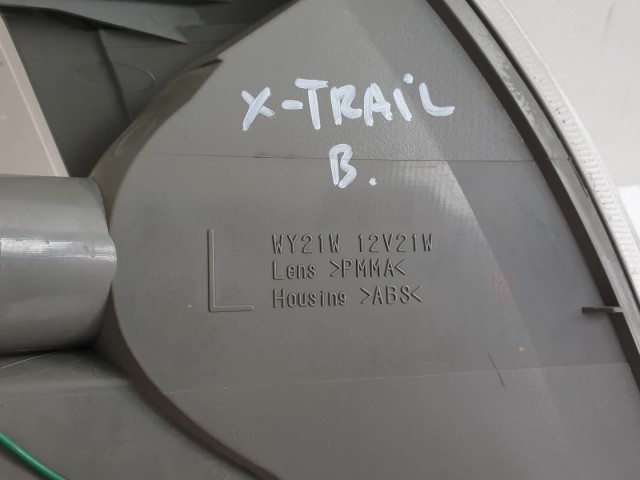 X-TRAiL
B.
L
WY21W 12V21W
Lens >PMMA<
Housing >ABS<